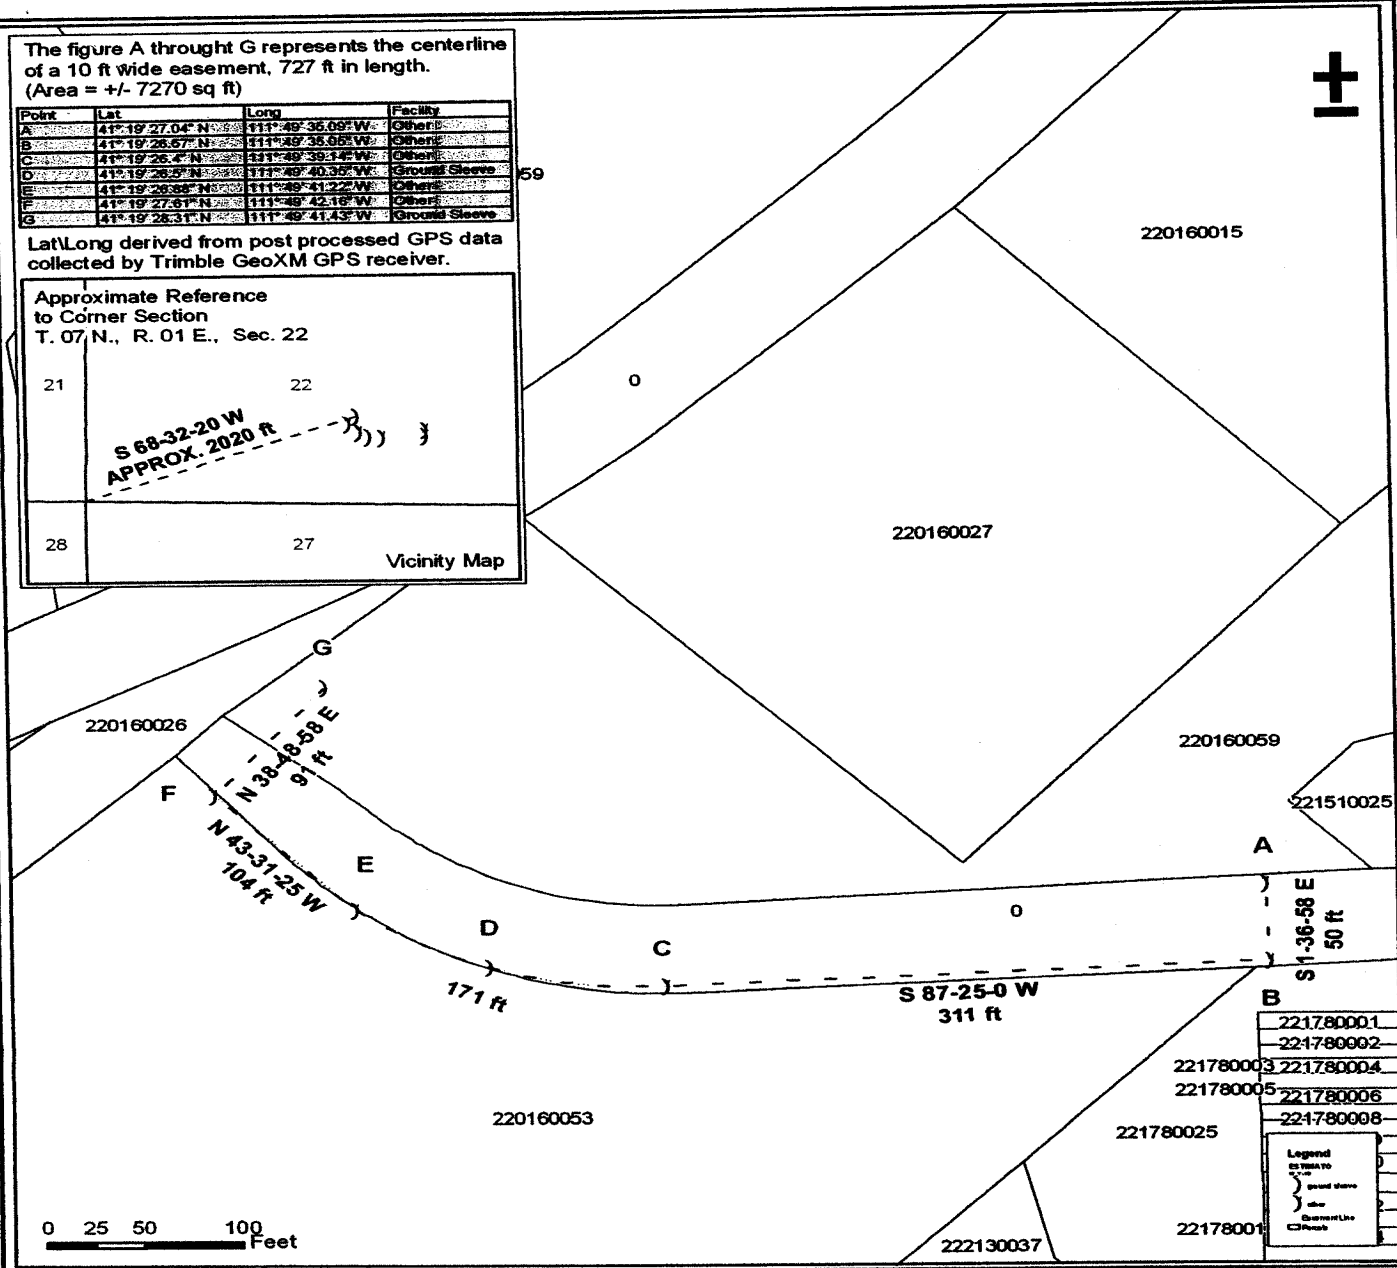 The figure A throught G represents the centerline
of a 10 ft wide easement, 727 ft in length.
(Area = +/- 7270 sq ft)
Point Lat Long Facility
A 41° 19' 27.04" N 111° 49' 35.09" W Other
B 41° 19' 26.57" N 111° 49' 35.05" W Other
C 41° 19' 26.4" N 111° 49' 39.14" W Other
D 41° 19' 26.5" N 111° 49' 40.35" W Ground Sleeve
E 41° 19' 26.88" N 111° 49' 41.22" W Other
F 41° 19' 27.61" N 111° 49' 42.16" W Other
G 41° 19' 28.31" N 111° 49' 41.43" W Ground Sleeve
Lat\Long derived from post processed GPS data
collected by Trimble GeoXM GPS receiver.
59
±
220160015
Approximate Reference
to Corner Section
T. 07 N., R. 01 E., Sec. 22
21
22
S 68-32-20 W
APPROX. 2020 ft
28
27
Vicinity Map
0
220160027
G
220160026
N 38-48-58 E
91 ft
220160059
221510025
F
N 43-31-25 W
104 ft
E
A
D
C
0
S 1-36-58 E
50 ft
171 ft
S 87-25-0 W
311 ft
B
221780001
221780002
221780003
221780004
221780005
221780006
221780008
220160053
221780025
Legend
ESTIMATO
ground sleeve
other
Easement Line
Parcels
0 25 50 100
Feet
22178001
222130037